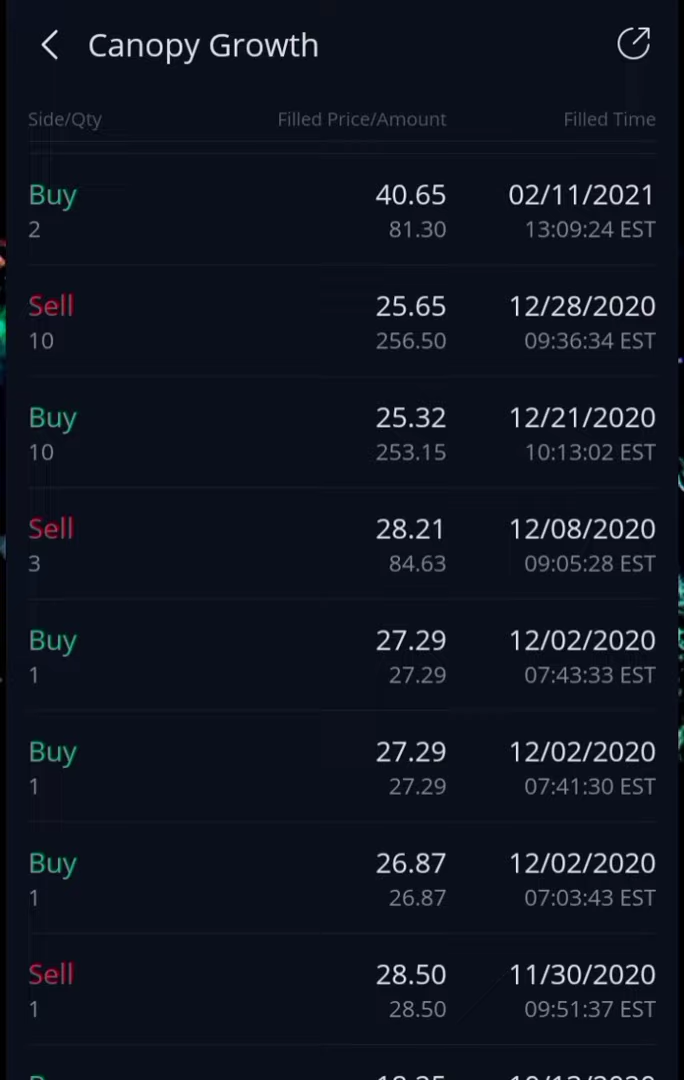 Canopy Growth
Side/Qty Filled Price/Amount Filled Time
Buy 40.65 02/11/2021
2 81.30 13:09:24 EST
Sell 25.65 12/28/2020
10 256.50 09:36:34 EST
Buy 25.32 12/21/2020
10 253.15 10:13:02 EST
Sell 28.21 12/08/2020
3 84.63 09:05:28 EST
Buy 27.29 12/02/2020
1 27.29 07:43:33 EST
Buy 27.29 12/02/2020
1 27.29 07:41:30 EST
Buy 26.87 12/02/2020
1 26.87 07:03:43 EST
Sell 28.50 11/30/2020
1 28.50 09:51:37 EST